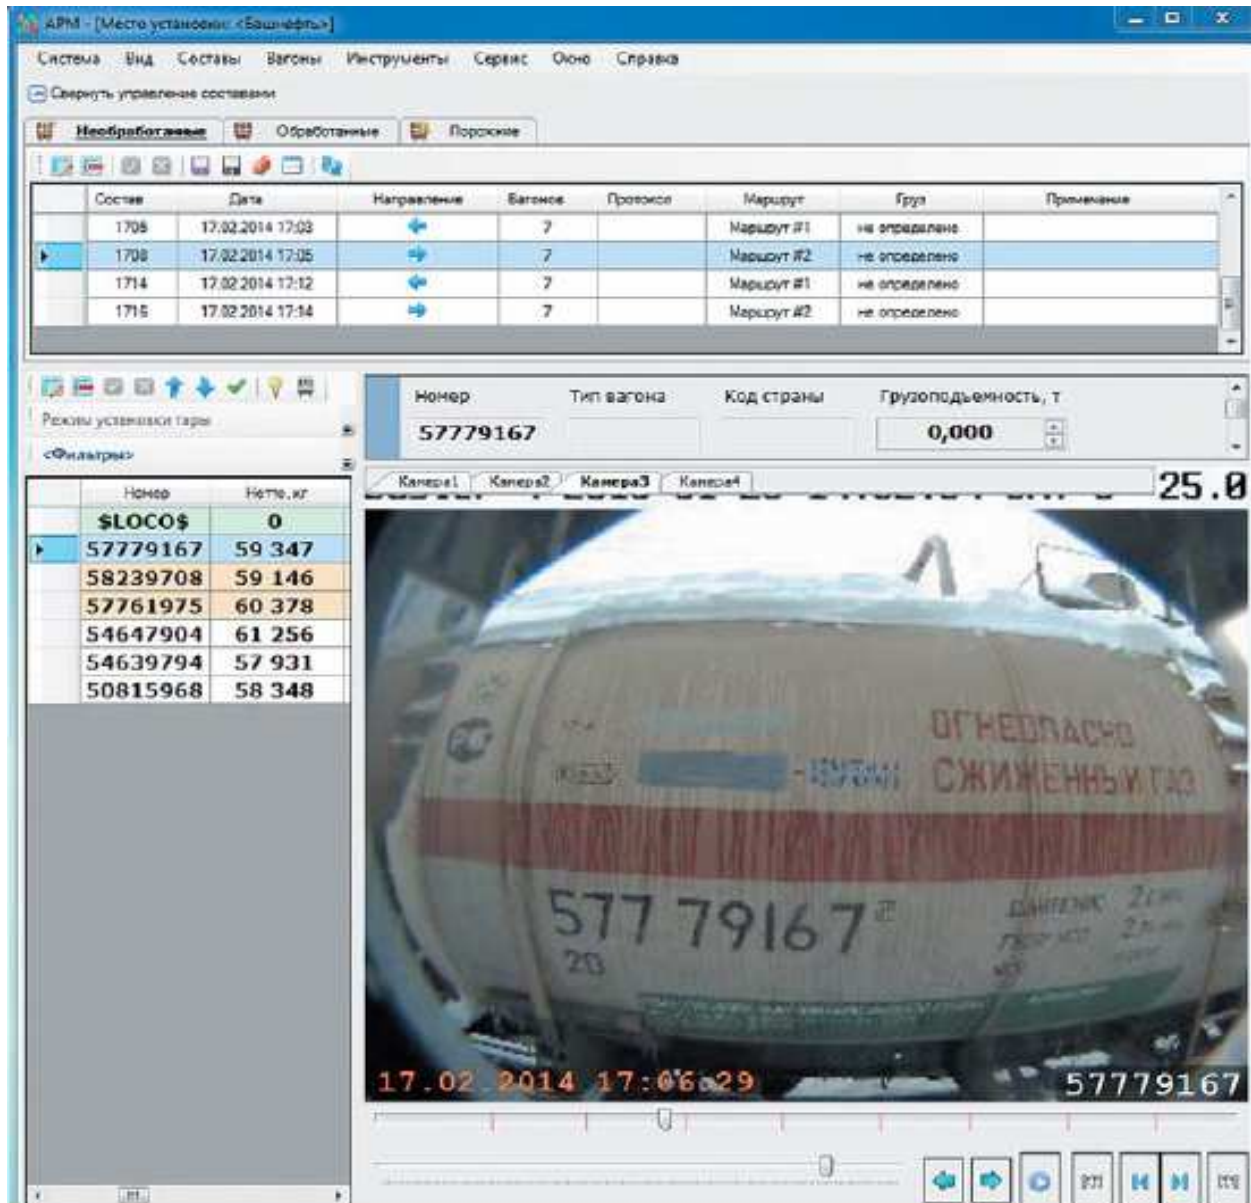 АРМ - [Место установки: <Башнефть>]
Система Вид Составы Вагоны Инструменты Сервис Окно Справка
Свернуть управление составами
Необработанные Обработанные Порожние
Состав Дата Направление Вагонов Протокол Маршрут Груз Примечание
1706 17.02.2014 17:03 7 Маршрут #1 не определено
1708 17.02.2014 17:05 7 Маршрут #2 не определено
1714 17.02.2014 17:12 7 Маршрут #1 не определено
1716 17.02.2014 17:14 7 Маршрут #2 не определено
Режим установки тары
<Фильтры>
Номер Тип вагона Код страны Грузоподъемность, т
57779167 0,000
Камера1 Камера2 Камера3 Камера4
25.0
Номер Нетто,кг
$LOCO$ 0
57779167 59 347
58239708 59 146
57761975 60 378
54647904 61 256
54639794 57 931
50815968 58 348
ОГНЕОПАСНО
СЖИЖЕННЫЙ ГАЗ
577 79167
20
17.02.2014 17:06:29
57779167